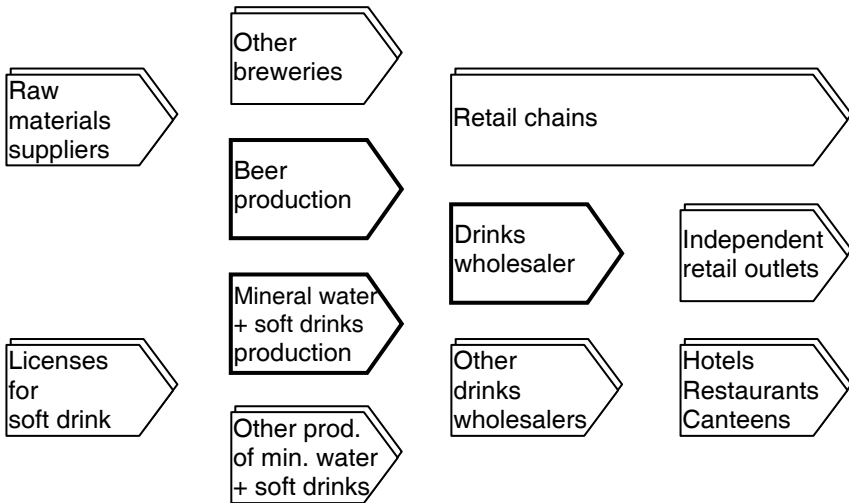 Raw
materials
suppliers
Licenses
for
soft drink
Other
breweries
Beer
production
Mineral water
+ soft drinks
production
Other prod.
of min. water
+ soft drinks
Retail chains
Drinks
wholesaler
Other
drinks
wholesalers
Independent
retail outlets
Hotels
Restaurants
Canteens